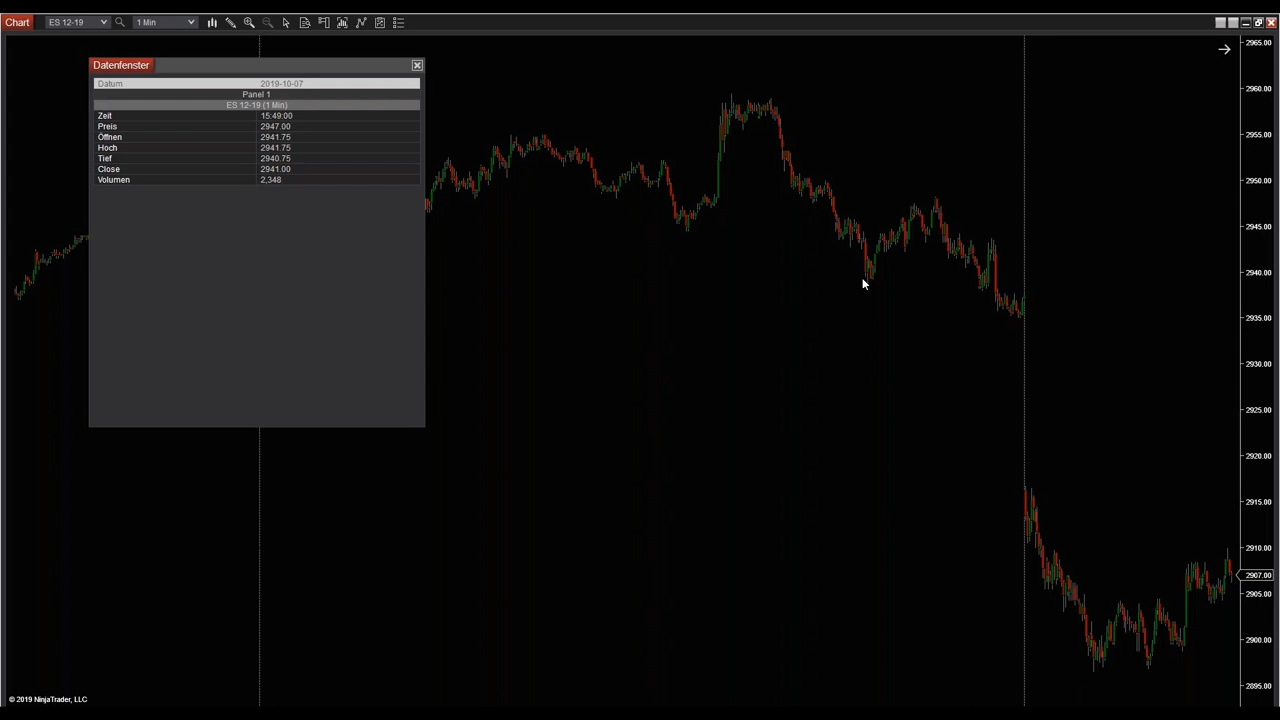 Chart ES 12-19 1 Min
Datenfenster
Datum 2019-10-07
Panel 1
ES 12-19 (1 Min)
Zeit 15:49:00
Preis 2947.00
Öffnen 2941.75
Hoch 2941.75
Tief 2940.75
Close 2941.00
Volumen 2,348
2965.00
2960.00
2955.00
2950.00
2945.00
2940.00
2935.00
2930.00
2925.00
2920.00
2915.00
2910.00
2907.00
2905.00
2900.00
2895.00
© 2019 NinjaTrader, LLC